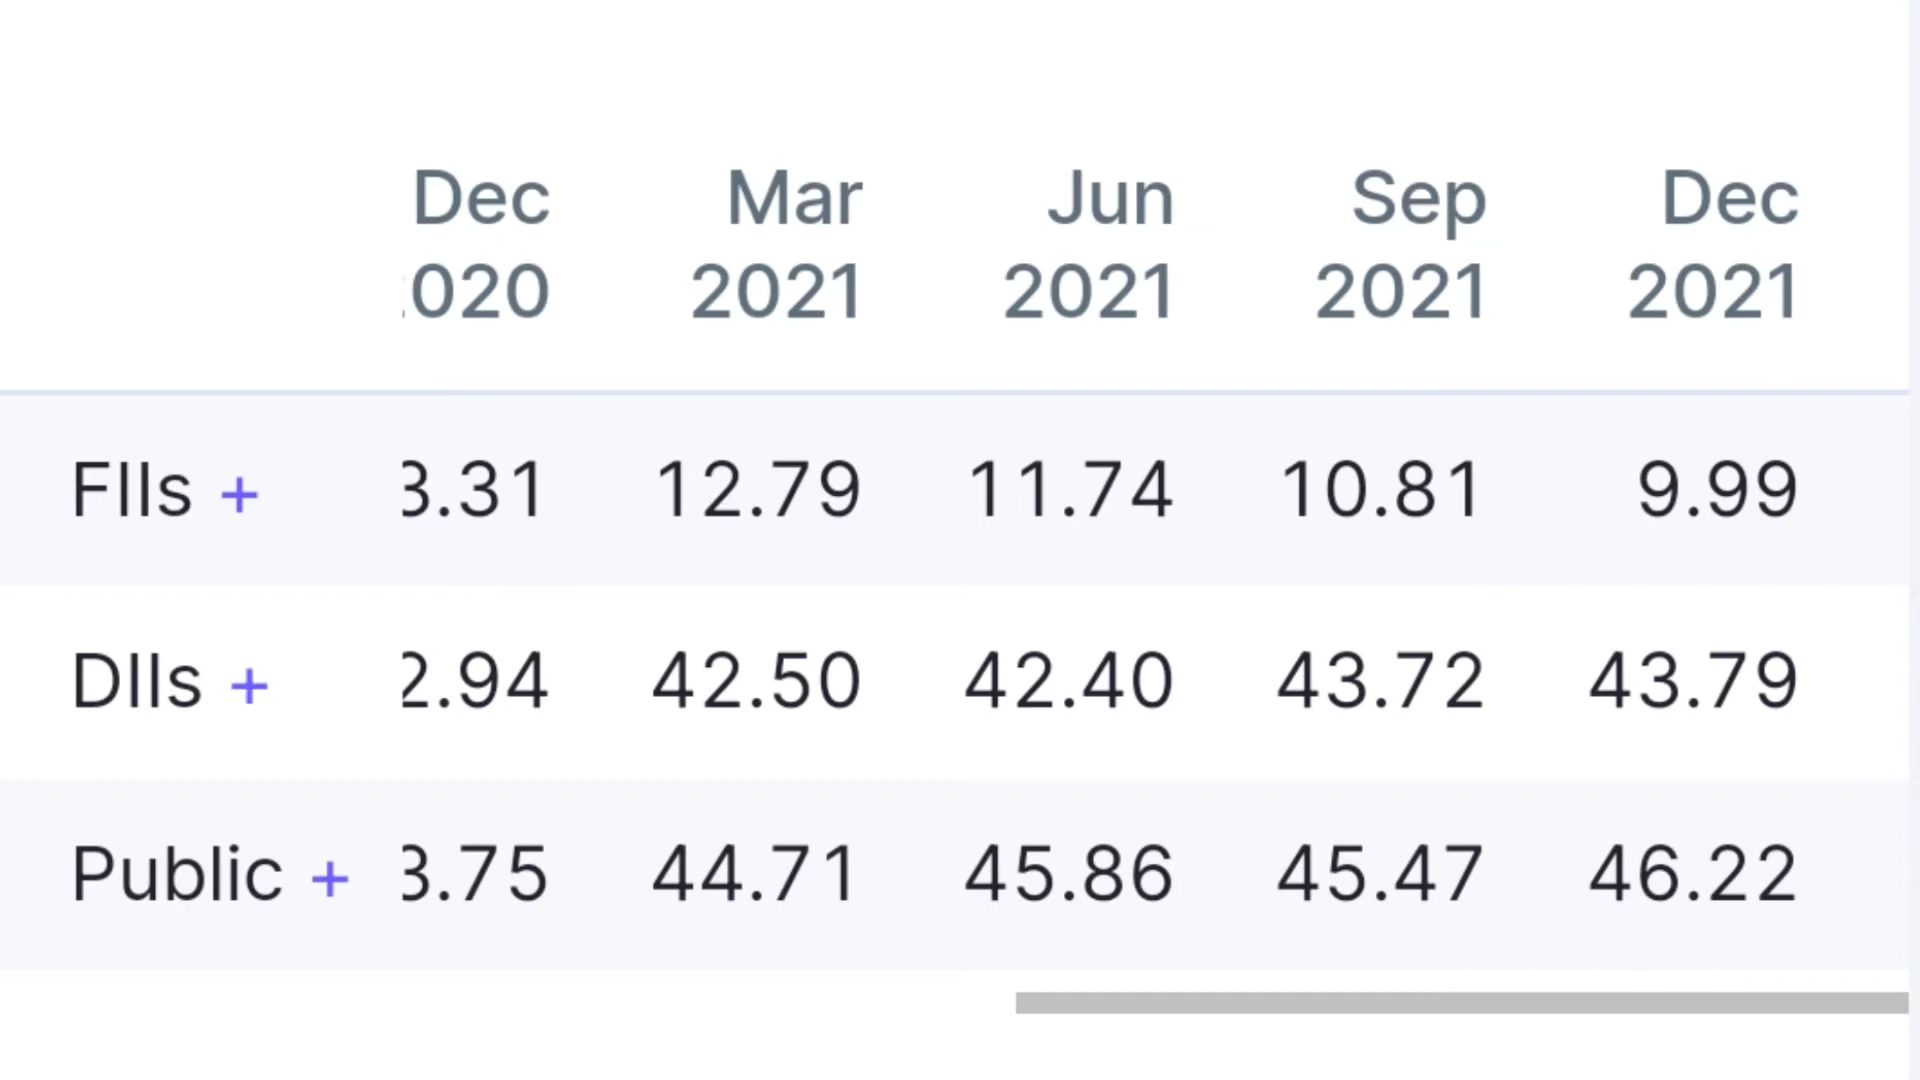 Dec Mar Jun Sep Dec
020 2021 2021 2021 2021
FIIs + 3.31 12.79 11.74 10.81 9.99
DIIs + 2.94 42.50 42.40 43.72 43.79
Public + 3.75 44.71 45.86 45.47 46.22